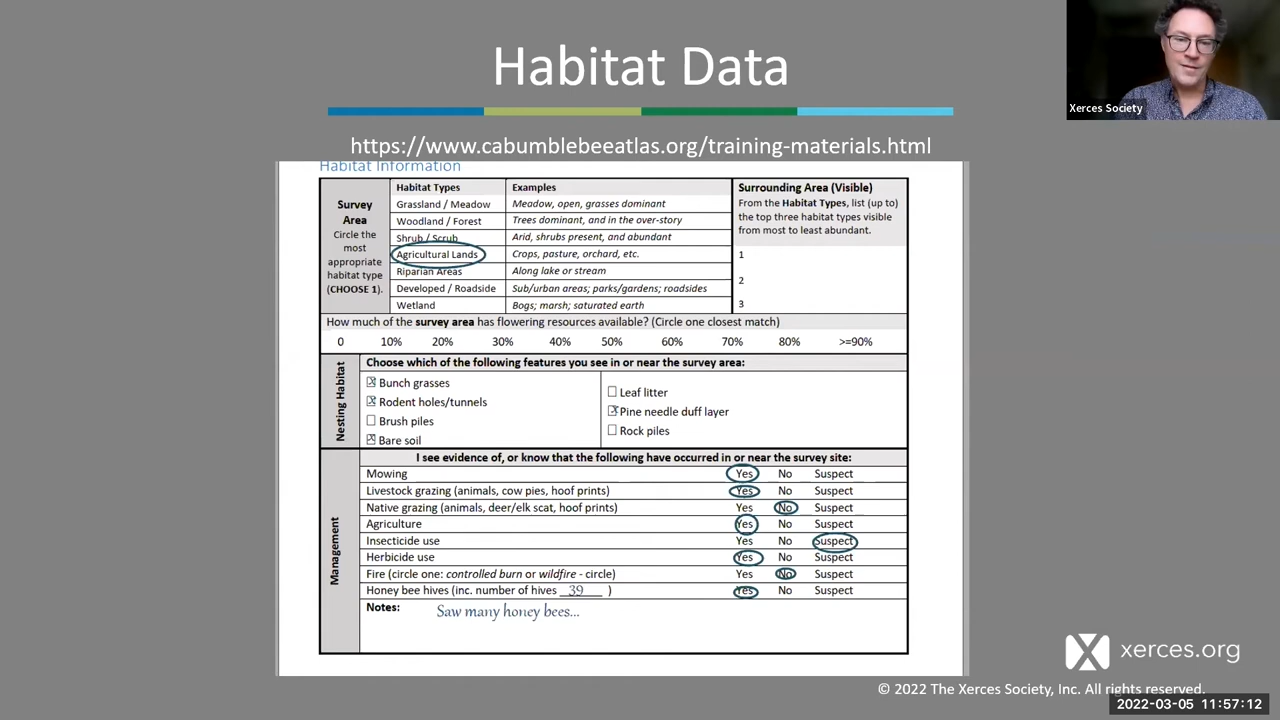 Habitat Data
Xerces Society
https://www.cabumblebeeatlas.org/training-materials.html
Habitat Information
Survey Area
Circle the most appropriate habitat type (CHOOSE 1).
Habitat Types Examples
Grassland / Meadow Meadow, open, grasses dominant
Woodland / Forest Trees dominant, and in the over-story
Shrub / Scrub Arid, shrubs present, and abundant
Agricultural Lands Crops, pasture, orchard, etc.
Riparian Areas Along lake or stream
Developed / Roadside Sub/urban areas; parks/gardens; roadsides
Wetland Bogs; marsh; saturated earth
Surrounding Area (Visible)
From the Habitat Types, list (up to)
the top three habitat types visible
from most to least abundant.
1
2
3
How much of the survey area has flowering resources available? (Circle one closest match)
0 10% 20% 30% 40% 50% 60% 70% 80% >=90%
Nesting Habitat
Choose which of the following features you see in or near the survey area:
Bunch grasses
Rodent holes/tunnels
Brush piles
Bare soil
Leaf litter
Pine needle duff layer
Rock piles
Management
I see evidence of, or know that the following have occurred in or near the survey site:
Mowing Yes No Suspect
Livestock grazing (animals, cow pies, hoof prints) Yes No Suspect
Native grazing (animals, deer/elk scat, hoof prints) Yes No Suspect
Agriculture Yes No Suspect
Insecticide use Yes No Suspect
Herbicide use Yes No Suspect
Fire (circle one: controlled burn or wildfire - circle) Yes No Suspect
Honey bee hives (inc. number of hives 39 ) Yes No Suspect
Notes: Saw many honey bees...
xerces.org
© 2022 The Xerces Society, Inc. All rights reserved.
2022-03-05 11:57:12